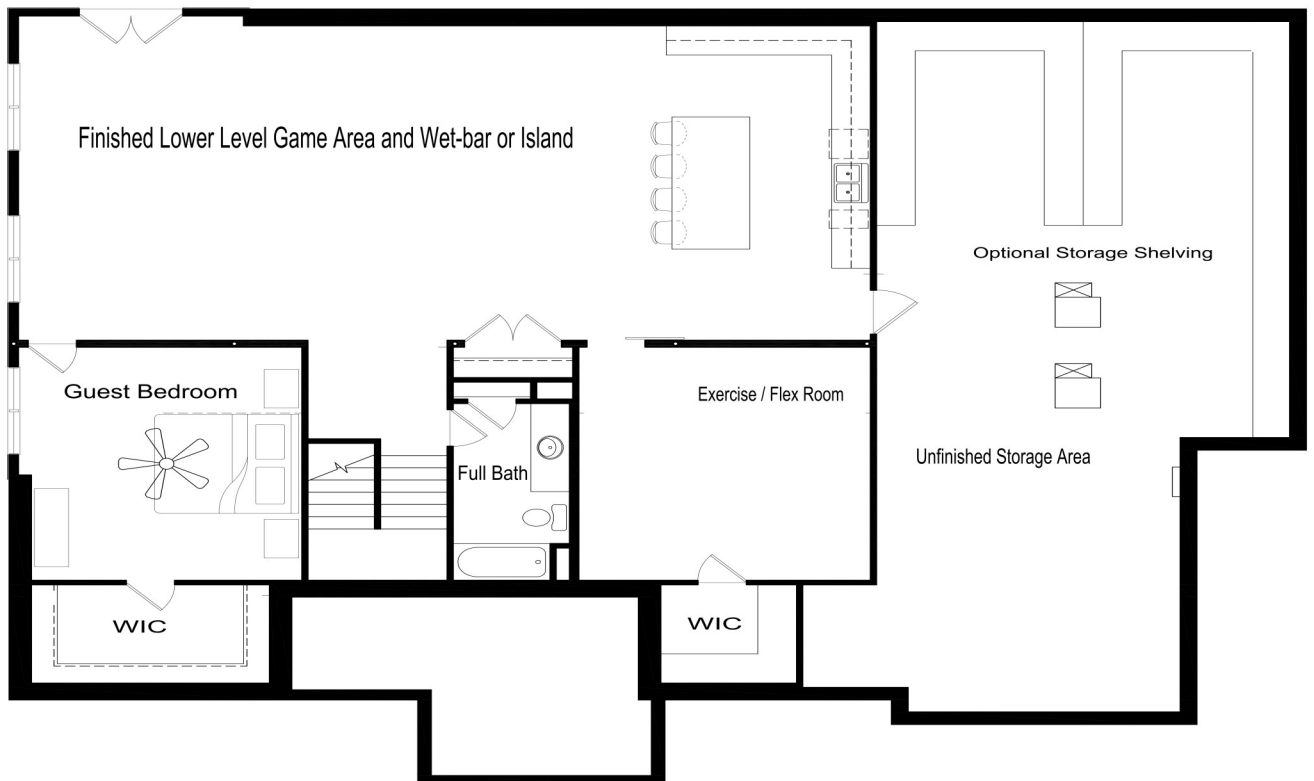 Finished Lower Level Game Area and Wet-bar or Island
Optional Storage Shelving
Guest Bedroom
Exercise / Flex Room
Full Bath
Unfinished Storage Area
WIC
WIC